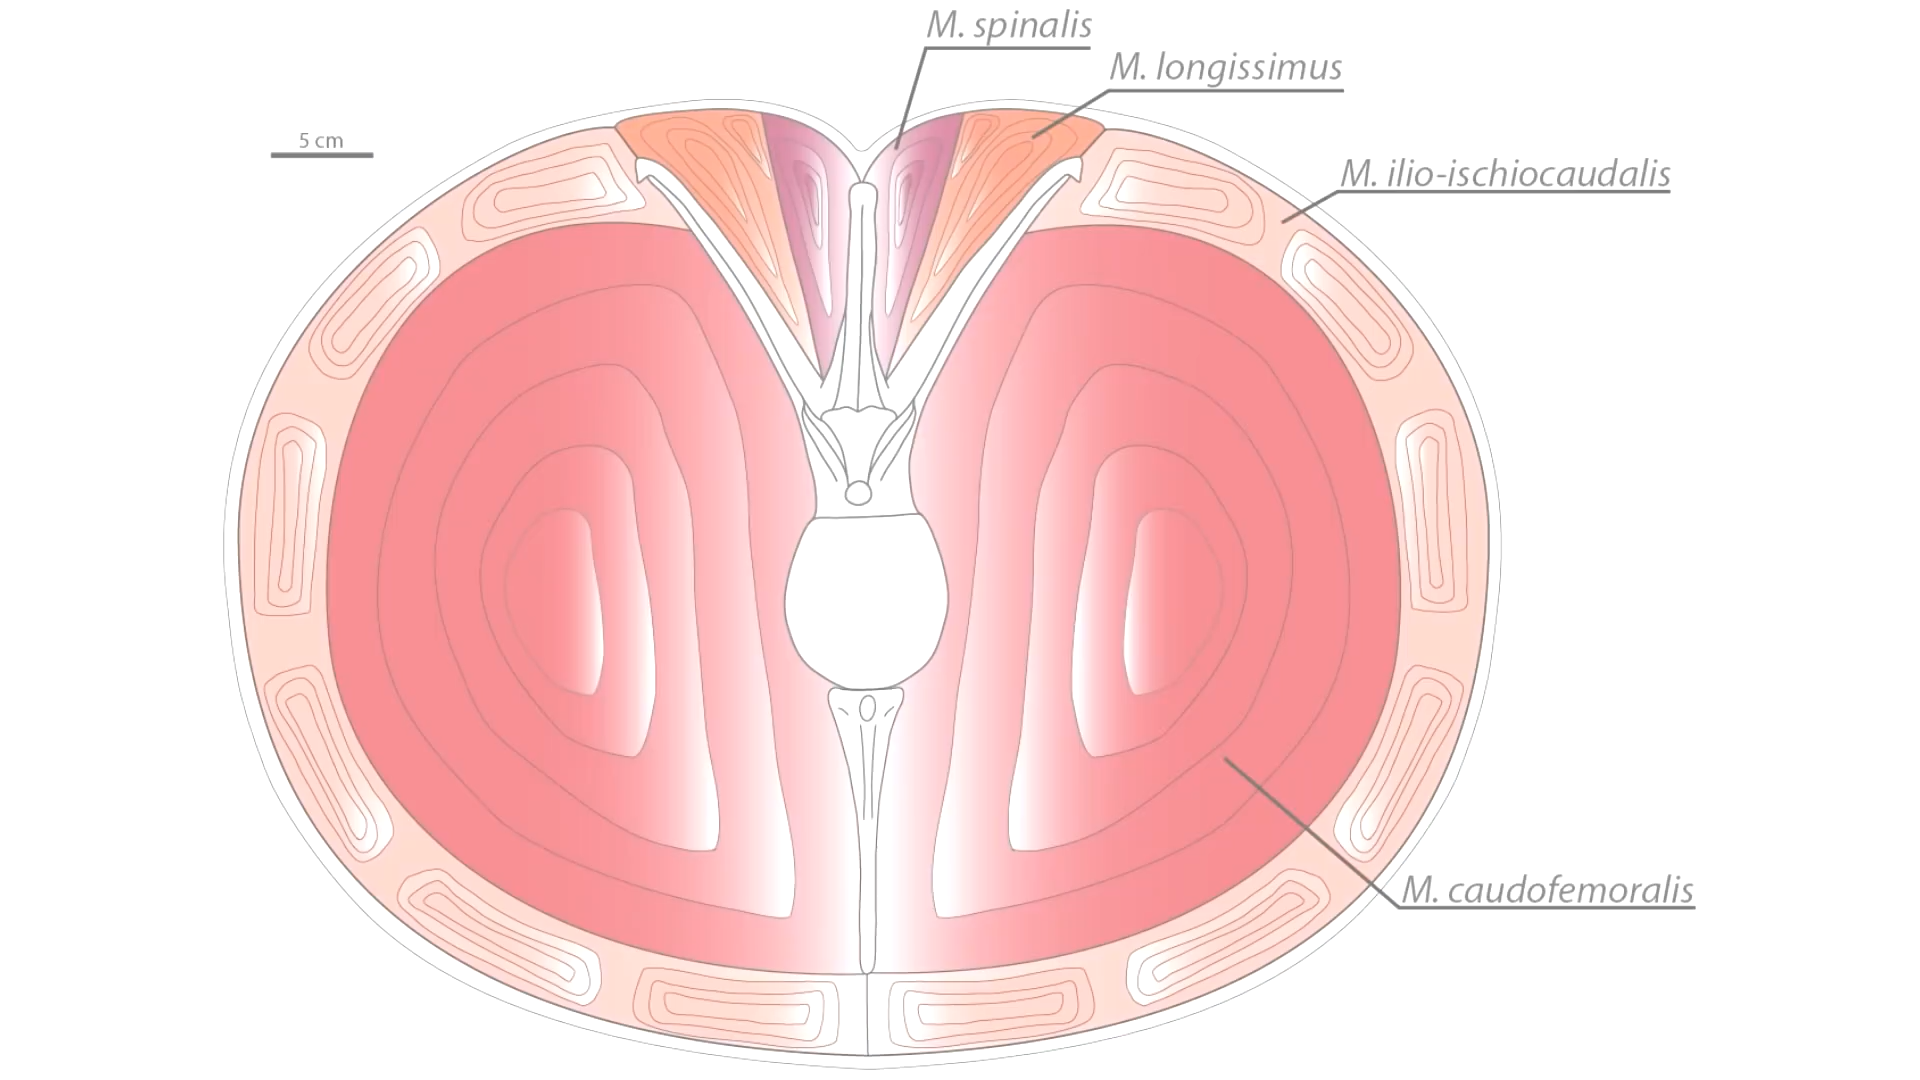 M. spinalis
M. longissimus
5 cm
M. ilio-ischiocaudalis
M. caudofemoralis